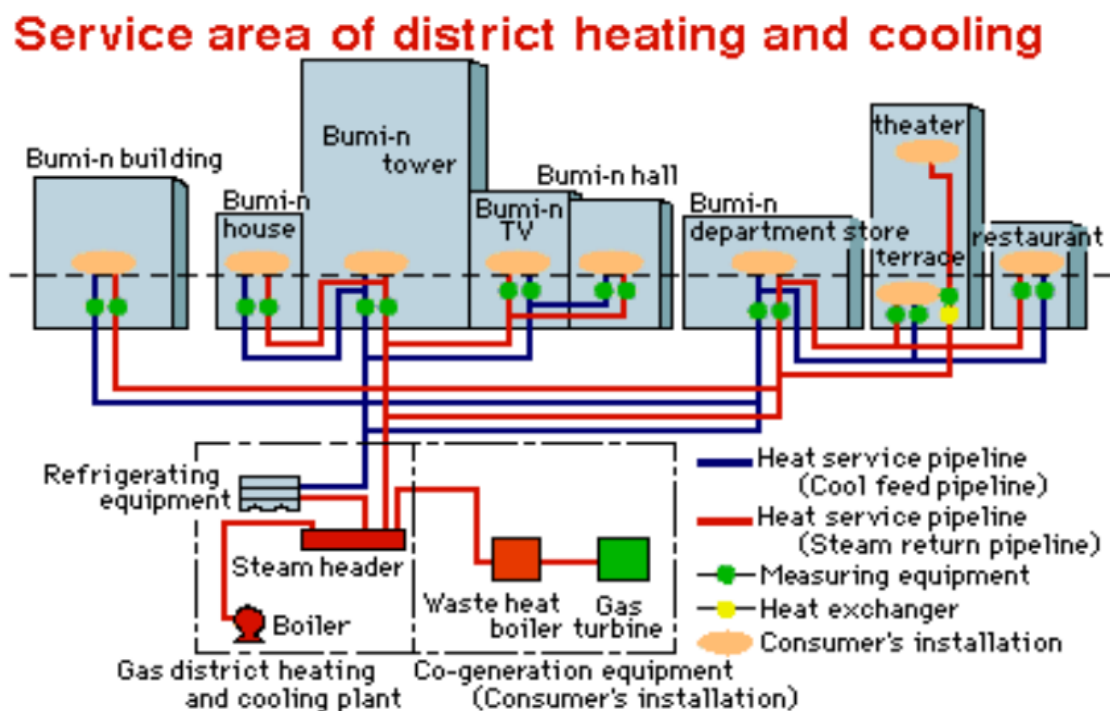 Service area of district heating and cooling
Bumi-n building
Bumi-n
house
Bumi-n
tower
Bumi-n
TV
Bumi-n hall
Bumi-n
department store
theater
terrace
restaurant
Refrigerating
equipment
Steam header
Boiler
Waste heat
boiler
Gas
turbine
Gas district heating
and cooling plant
Co-generation equipment
(Consumer's installation)
Heat service pipeline
(Cool feed pipeline)
Heat service pipeline
(Steam return pipeline)
Measuring equipment
Heat exchanger
Consumer's installation